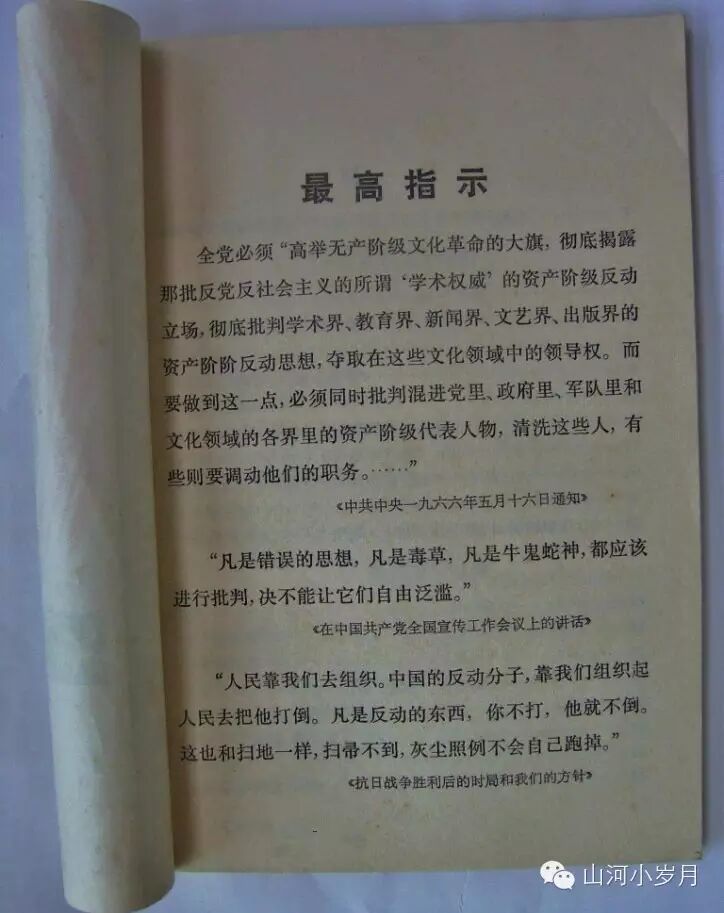 最高指示
全党必须“高举无产阶级文化革命的大旗，彻底揭露
那批反党反社会主义的所谓‘学术权威’的资产阶级反动
立场，彻底批判学术界、教育界、新闻界、文艺界、出版界的
资产阶阶反动思想，夺取在这些文化领域中的领导权。而
要做到这一点，必须同时批判混进党里、政府里、军队里和
文化领域的各界里的资产阶级代表人物，清洗这些人，有
些则要调动他们的职务。……”
《中共中央一九六六年五月十六日通知》
“凡是错误的思想，凡是毒草，凡是牛鬼蛇神，都应该
进行批判，决不能让它们自由泛滥。”
《在中国共产党全国宣传工作会议上的讲话》
“人民靠我们去组织。中国的反动分子，靠我们组织起
人民去把他打倒。凡是反动的东西，你不打，他就不倒。
这也和扫地一样，扫帚不到，灰尘照例不会自己跑掉。”
《抗日战争胜利后的时局和我们的方针》
山河小岁月